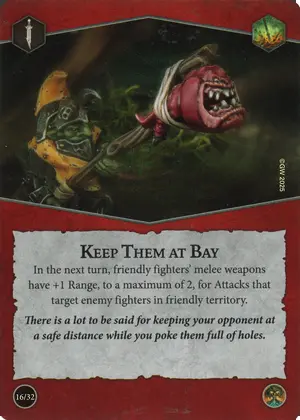 ©GW 2025
KEEP THEM AT BAY
In the next turn, friendly fighters' melee weapons
have +1 Range, to a maximum of 2, for Attacks that
target enemy fighters in friendly territory.
There is a lot to be said for keeping your opponent at
a safe distance while you poke them full of holes.
16/32